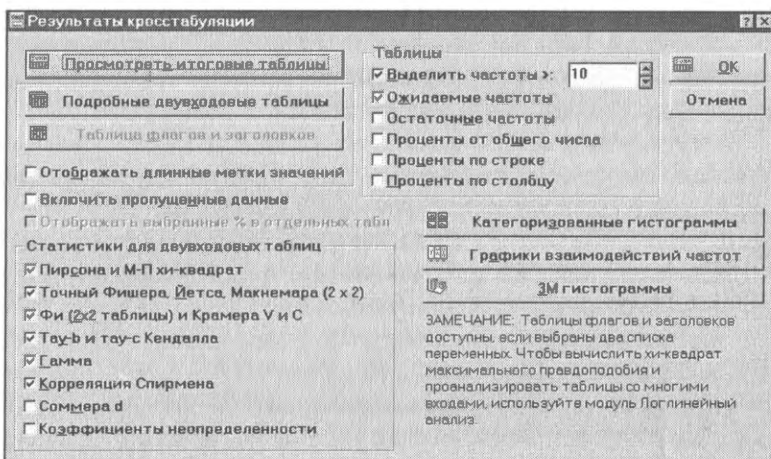 Результаты кросстабуляции
Просмотреть итоговые таблицы
Подробные двувходовые таблицы
Таблица флагов и заголовков
Отображать длинные метки значений
Включить пропущенные данные
Отображать выбранные % в отдельных табл
Статистики для двувходовых таблиц
Пирсона и М-П хи-квадрат
Точный Фишера, Йетса, Макнемара (2 x 2)
Фи (2x2 таблицы) и Крамера V и C
Тау-b и тау-c Кендалла
Гамма
Корреляция Спирмена
Соммера d
Коэффициенты неопределенности
Таблицы
Выделить частоты >: 10
Ожидаемые частоты
Остаточные частоты
Проценты от общего числа
Проценты по строке
Проценты по столбцу
OK
Отмена
Категоризованные гистограммы
Графики взаимодействий частот
3М гистограммы
ЗАМЕЧАНИЕ: Таблицы флагов и заголовков
доступны, если выбраны два списка
переменных. Чтобы вычислить хи-квадрат
максимального правдоподобия и
проанализировать таблицы со многими
входами, используйте модуль Логлинейный
анализ.